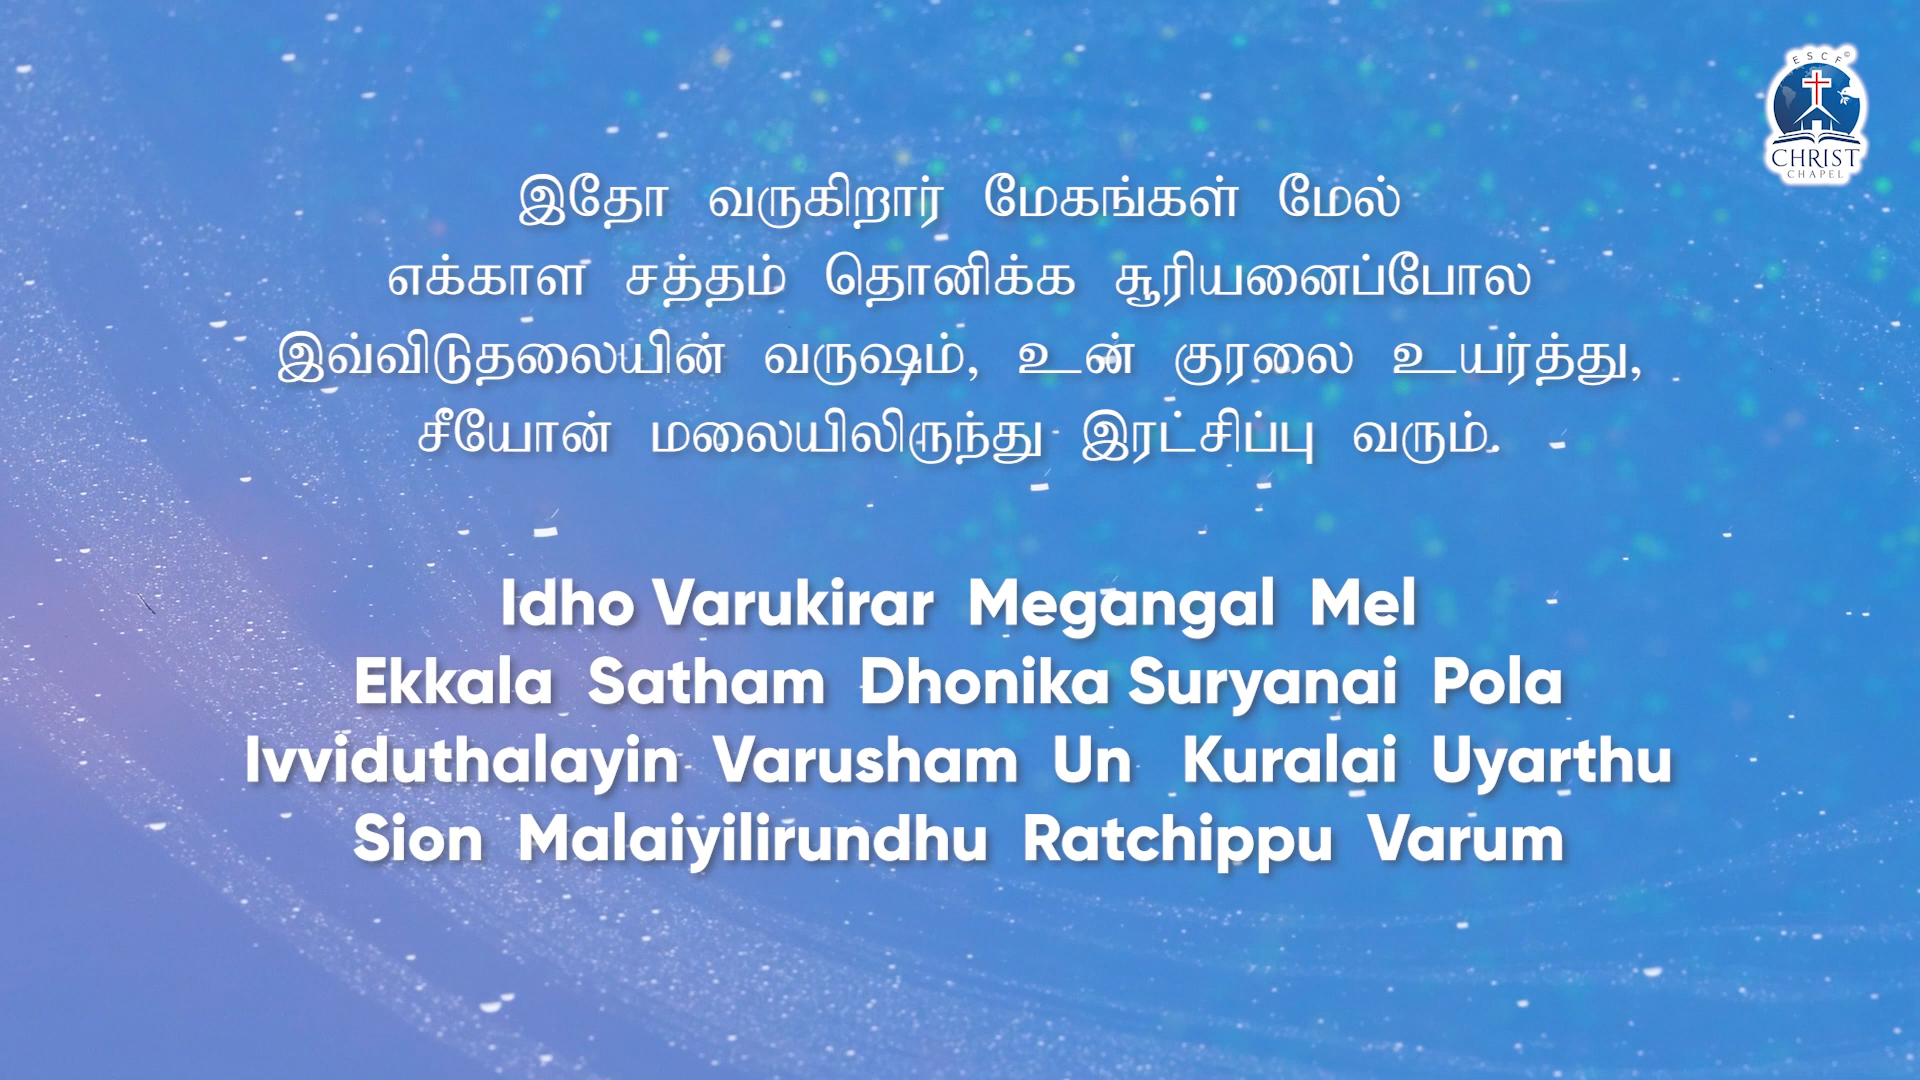 ESCF©
CHRIST
CHAPEL
இதோ வருகிறார் மேகங்கள் மேல்
எக்காள சத்தம் தொனிக்க சூரியனைப்போல
இவ்விடுதலையின் வருஷம், உன் குரலை உயர்த்து,
சீயோன் மலையிலிருந்து இரட்சிப்பு வரும்.
Idho Varukirar Megangal Mel
Ekkala Satham Dhonika Suryanai Pola
Ivviduthalayin Varusham Un Kuralai Uyarthu
Sion Malaiyilirundhu Ratchippu Varum